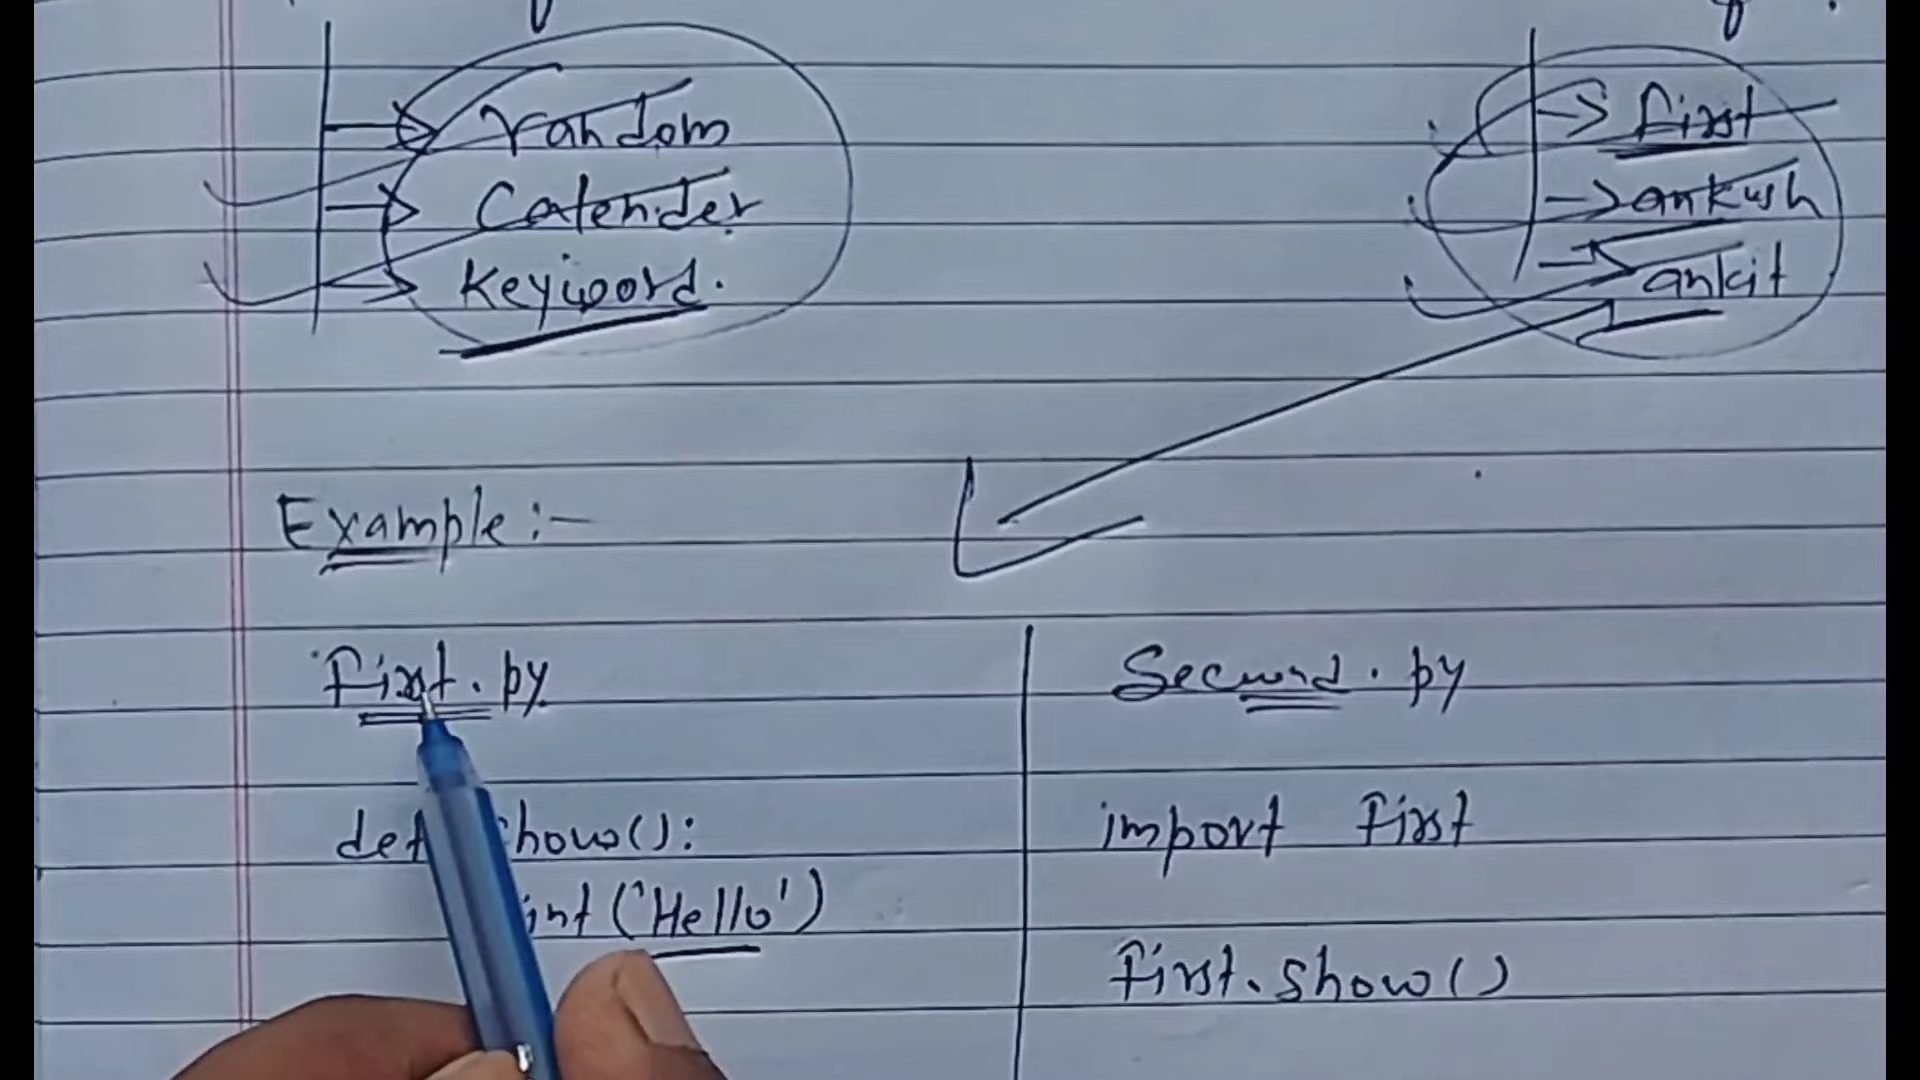 random
Calender
Keyword.
first
ankush
ankit
Example:-
first.py
def show():
print('Hello')
Second.py
import first
first.show()